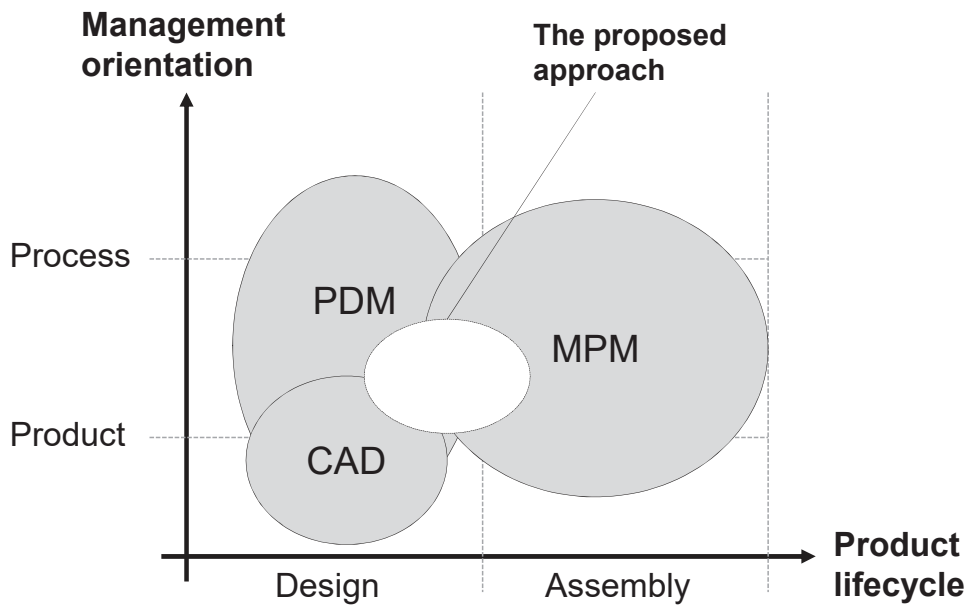 Management
orientation
The proposed
approach
Process
PDM
MPM
Product
CAD
Product
lifecycle
Design
Assembly